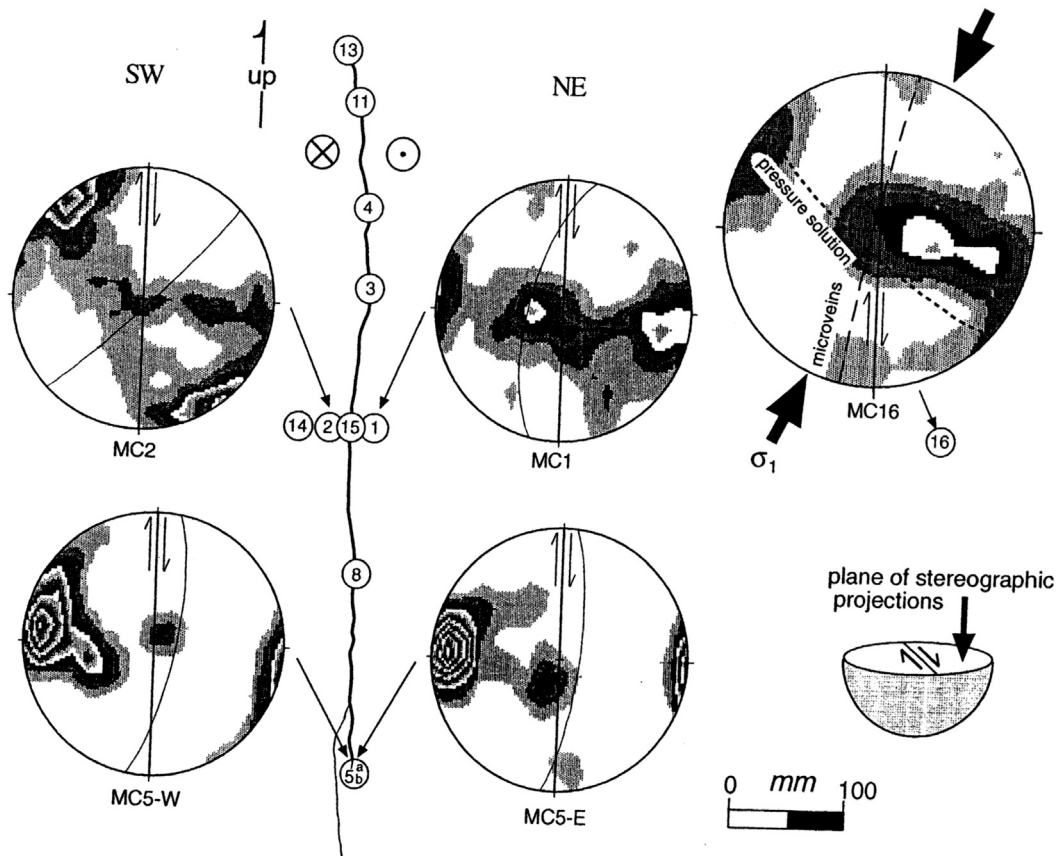 SW
up
NE
13
11
4
3
14
2
15
1
MC2
MC1
pressure solution
microveins
MC16
σ1
16
8
5 a b
MC5-W
MC5-E
plane of stereographic
projections
0 mm 100